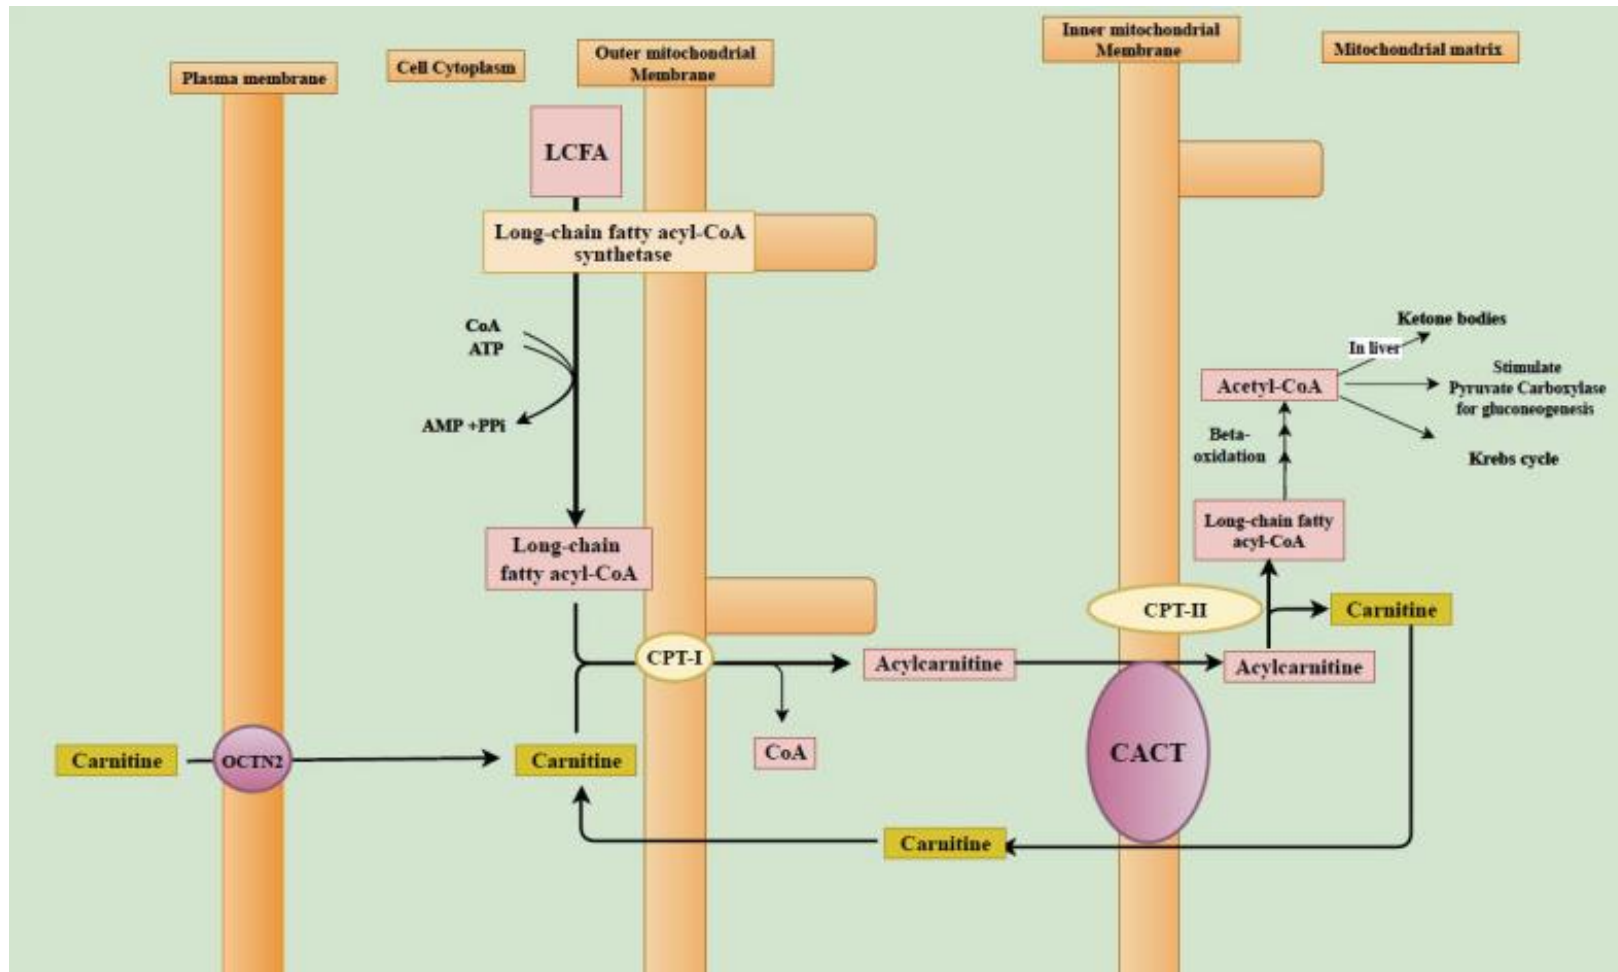 Plasma membrane
Cell Cytoplasm
Outer mitochondrial
Membrane
Inner mitochondrial
Membrane
Mitochondrial matrix
LCFA
Long-chain fatty acyl-CoA
synthetase
CoA
ATP
AMP +PPi
Long-chain
fatty acyl-CoA
CPT-I
Acylcarnitine
CoA
Carnitine
OCTN2
Carnitine
Carnitine
CACT
CPT-II
Acylcarnitine
Carnitine
Long-chain fatty
acyl-CoA
Beta-
oxidation
Acetyl-CoA
In liver
Ketone bodies
Stimulate
Pyruvate Carboxylase
for gluconeogenesis
Krebs cycle